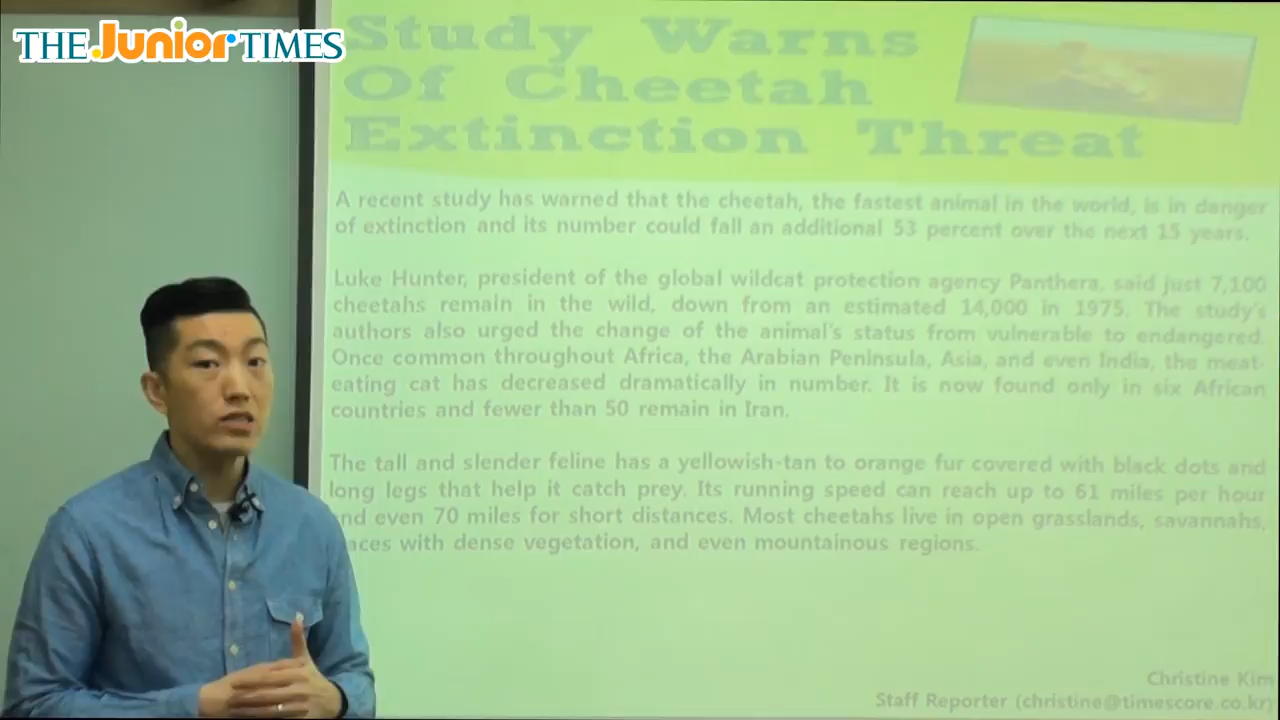 THE Junior TIMES
Study Warns
Of Cheetah
Extinction Threat
A recent study has warned that the cheetah, the fastest animal in the world, is in danger
of extinction and its number could fall an additional 53 percent over the next 15 years.
Luke Hunter, president of the global wildcat protection agency Panthera, said just 7,100
cheetahs remain in the wild, down from an estimated 14,000 in 1975. The study's
authors also urged the change of the animal's status from vulnerable to endangered.
Once common throughout Africa, the Arabian Peninsula, Asia, and even India, the meat-
eating cat has decreased dramatically in number. It is now found only in six African
countries and fewer than 50 remain in Iran.
The tall and slender feline has a yellowish-tan to orange fur covered with black dots and
long legs that help it catch prey. Its running speed can reach up to 61 miles per hour
and even 70 miles for short distances. Most cheetahs live in open grasslands, savannahs,
aces with dense vegetation, and even mountainous regions.
Christine Kim
Staff Reporter (christine@timescore.co.kr)